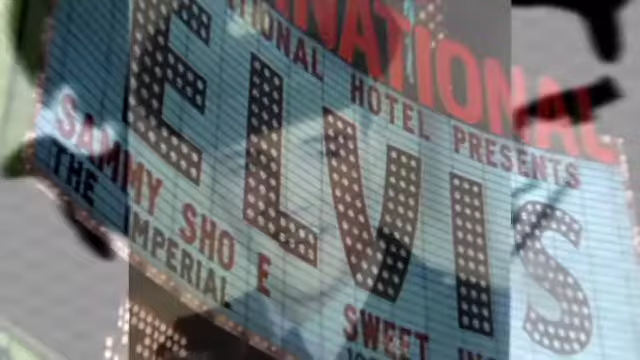 NATIONAL
HOTEL PRESENTS
ELVIS
SAMMY SHO E
THE IMPERIAL
SWEET